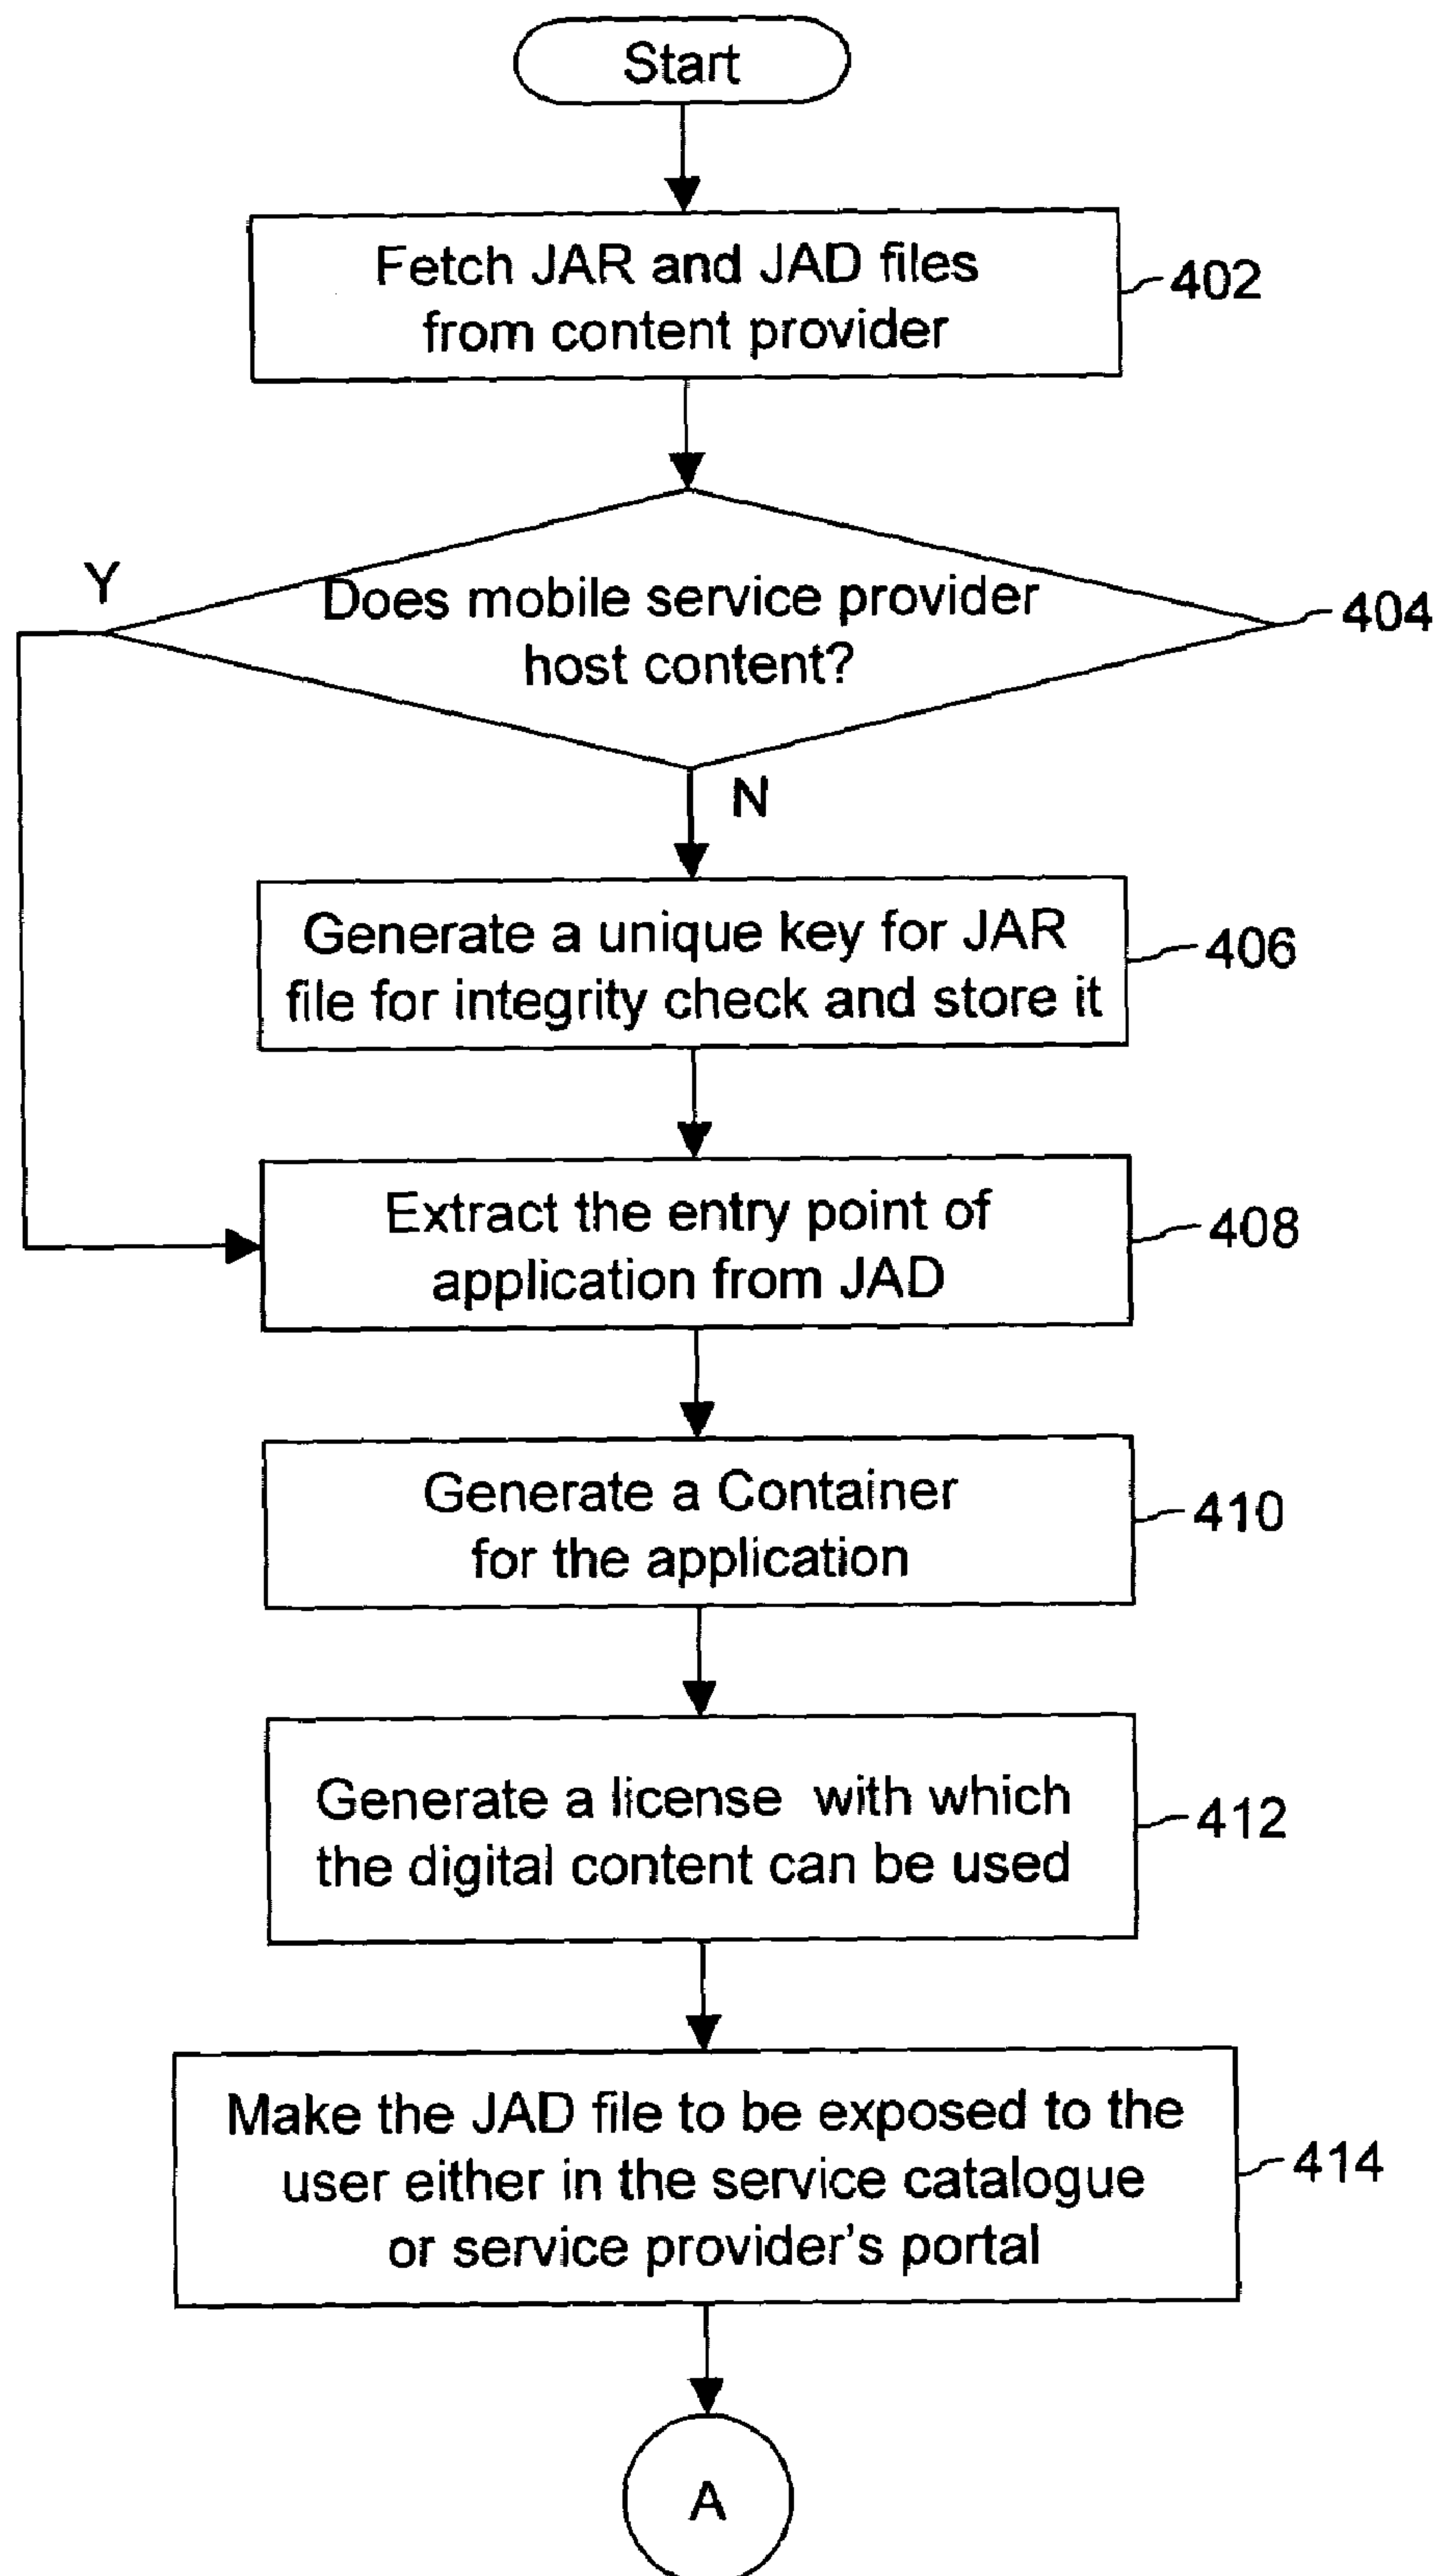 Start
Fetch JAR and JAD files
from content provider
402
Y
Does mobile service provider
host content?
404
N
Generate a unique key for JAR
file for integrity check and store it
406
Extract the entry point of
application from JAD
408
Generate a Container
for the application
410
Generate a license with which
the digital content can be used
412
Make the JAD file to be exposed to the
user either in the service catalogue
or service provider's portal
414
A